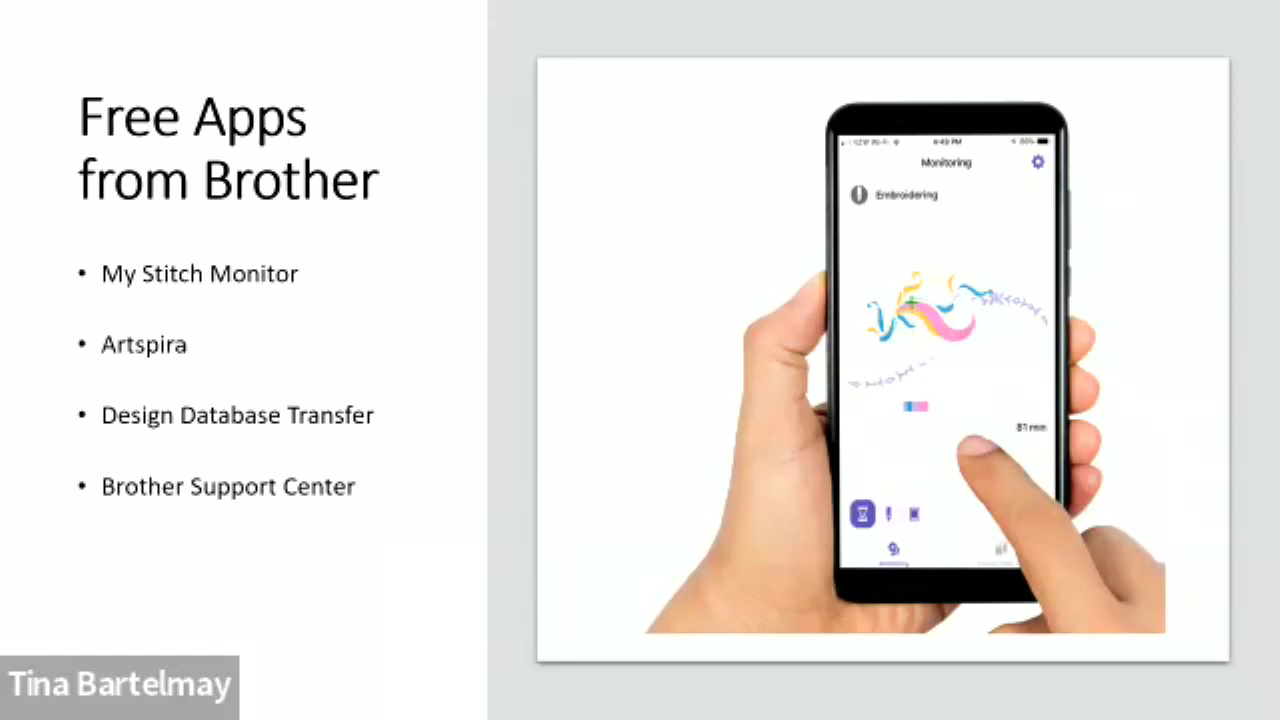 Free Apps
from Brother
• My Stitch Monitor
• Artspira
• Design Database Transfer
• Brother Support Center
Monitoring
Embroidering
81 min
Tina Bartelmay